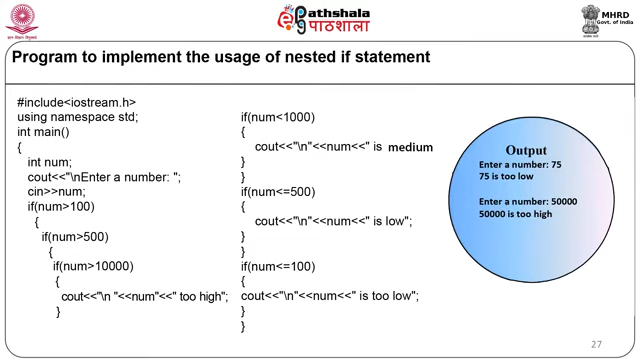 Pathshala
पाठशाला
MHRD
Govt. of India
Program to implement the usage of nested if statement
#include<iostream.h>
using namespace std;
int main()
{
int num;
cout<<"\nEnter a number: ";
cin>>num;
if(num>100)
{
if(num>500)
{
if(num>10000)
{
cout<<"\n "<<num"<<" too high";
}
if(num<1000)
{
cout<<"\n"<<num<<" is medium
}
}
if(num<=500)
{
cout<<"\n"<<num<<" is low";
}
}
if(num<=100)
{
cout<<"\n"<<num<<" is too low";
}
}
Output
Enter a number: 75
75 is too low
Enter a number: 50000
50000 is too high
27